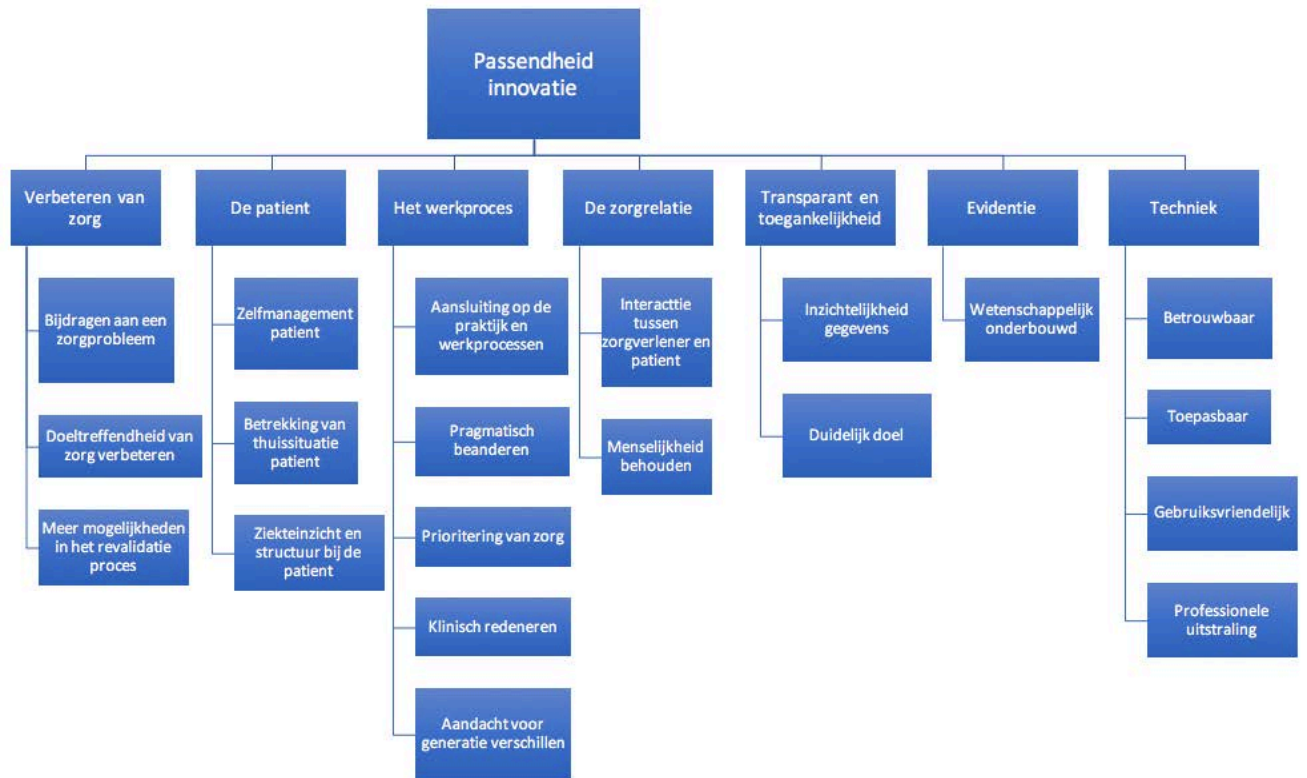 Passendheid
innovatie
Verbeteren van
zorg
Bijdragen aan een
zorgprobleem
Doeltreffendheid van
zorg verbeteren
Meer mogelijkheden
in het revalidatie
proces
De patient
Zelfmanagement
patient
Betrekking van
thuissituatie
patient
Ziekteinzicht en
structuur bij de
patient
Het werkproces
Aansluiting op de
praktijk en
werkprocessen
Pragmatisch
beanderen
Prioritering van zorg
Klinisch redeneren
Aandacht voor
generatie verschillen
De zorgrelatie
Interacttie
tussen
zorgverlener en
patient
Menselijkheid
behouden
Transparant en
toegankelijkheid
Inzichtelijkheid
gegevens
Duidelijk doel
Evidentie
Wetenschappelijk
onderbouwd
Techniek
Betrouwbaar
Toepasbaar
Gebruiksvriendelijk
Professionele
uitstraling